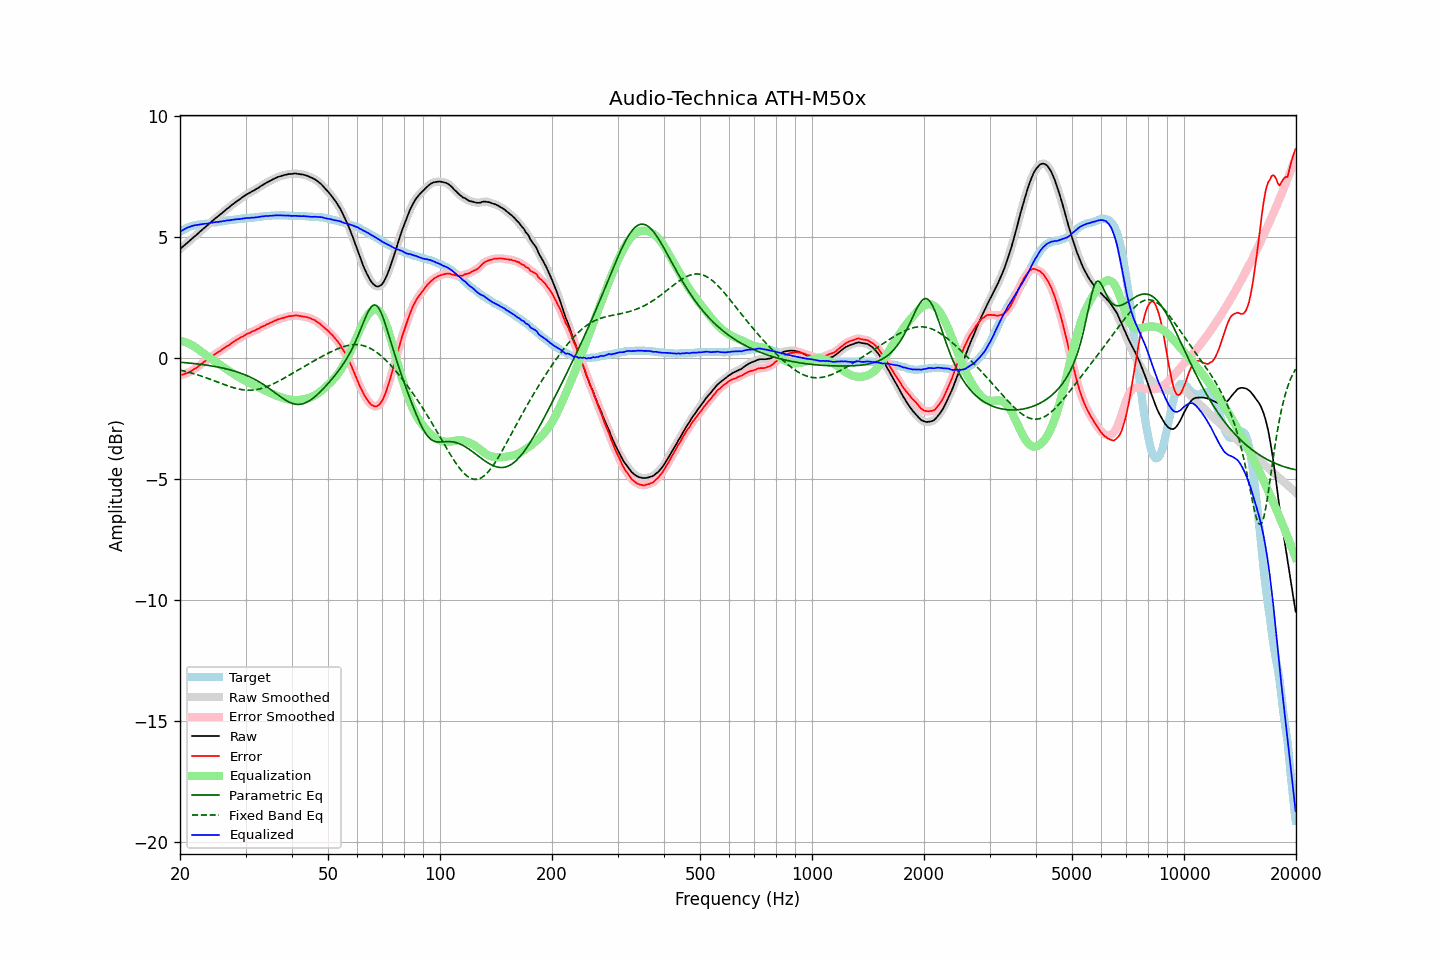 Audio-Technica ATH-M50x
10
5
0
−5
−10
−15
−20
Amplitude (dBr)
Target
Raw Smoothed
Error Smoothed
Raw
Error
Equalization
Parametric Eq
Fixed Band Eq
Equalized
20 50 100 200 500 1000 2000 5000 10000 20000
Frequency (Hz)